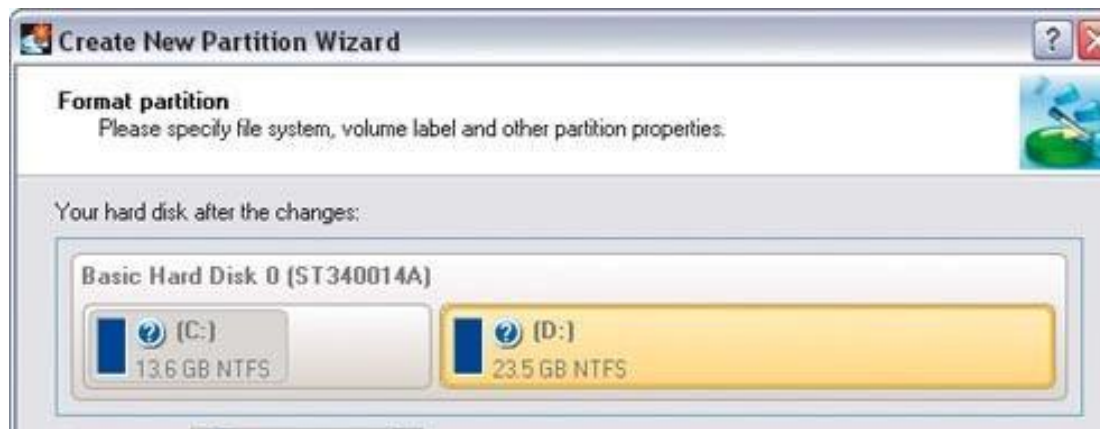 Create New Partition Wizard
Format partition
Please specify file system, volume label and other partition properties.
Your hard disk after the changes:
Basic Hard Disk 0 (ST340014A)
(C:)
13.6 GB NTFS
(D:)
23.5 GB NTFS